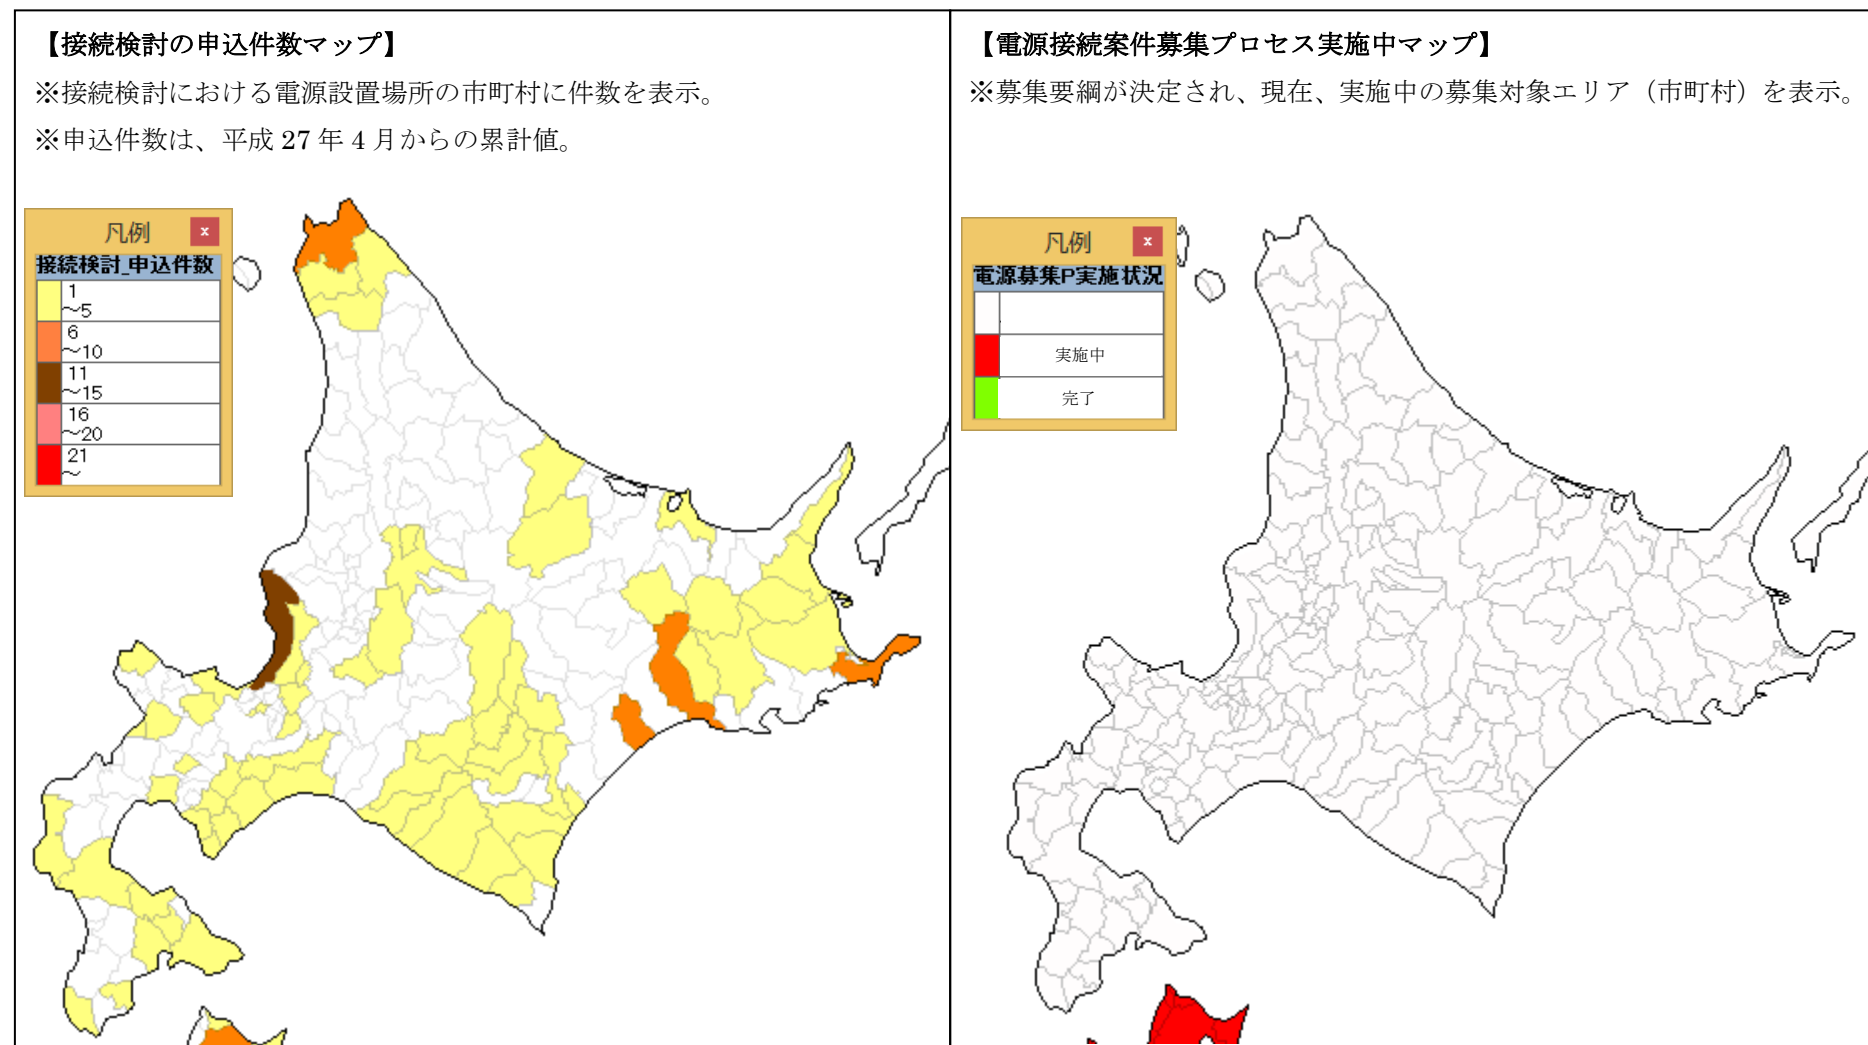 【接続検討の申込件数マップ】
※接続検討における電源設置場所の市町村に件数を表示。
※申込件数は、平成 27 年 4 月からの累計値。
凡例
x
接続検討_申込件数
1
～5
6
～10
11
～15
16
～20
21
～
【電源接続案件募集プロセス実施中マップ】
※募集要綱が決定され、現在、実施中の募集対象エリア（市町村）を表示。
凡例
x
電源募集P実施状況
実施中
完了